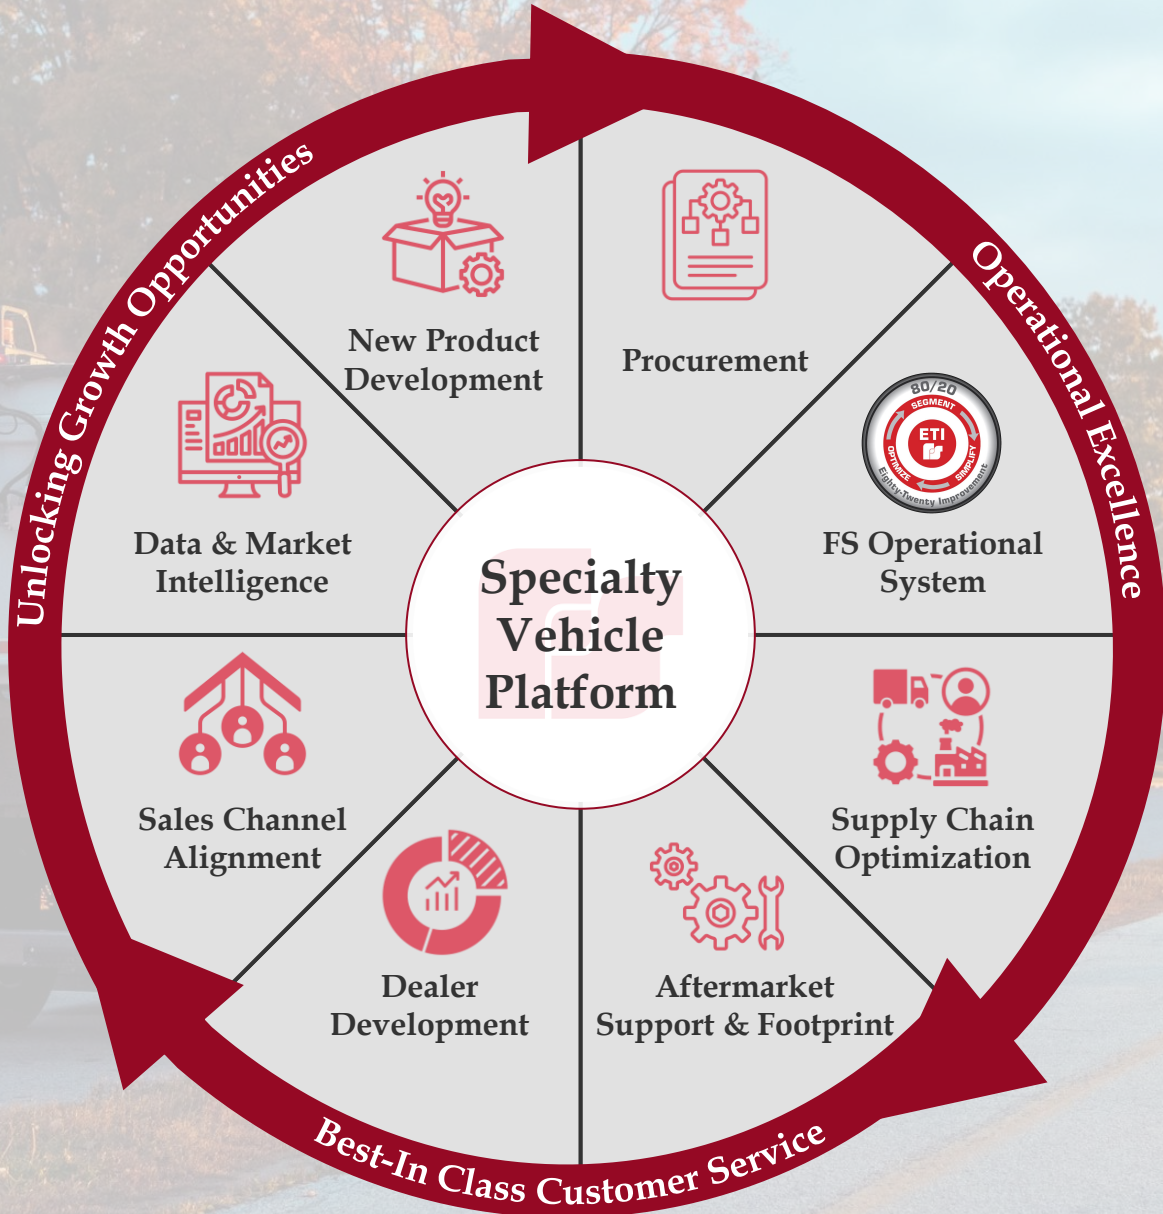 Unlocking Growth Opportunities
Operational Excellence
Best-In Class Customer Service
New Product
Development
Procurement
80/20
SEGMENT
SIMPLIFY
OPTIMIZE
ETI
Eighty-Twenty Improvement
FS Operational
System
Supply Chain
Optimization
Aftermarket
Support & Footprint
Dealer
Development
Sales Channel
Alignment
Data & Market
Intelligence
Specialty
Vehicle
Platform